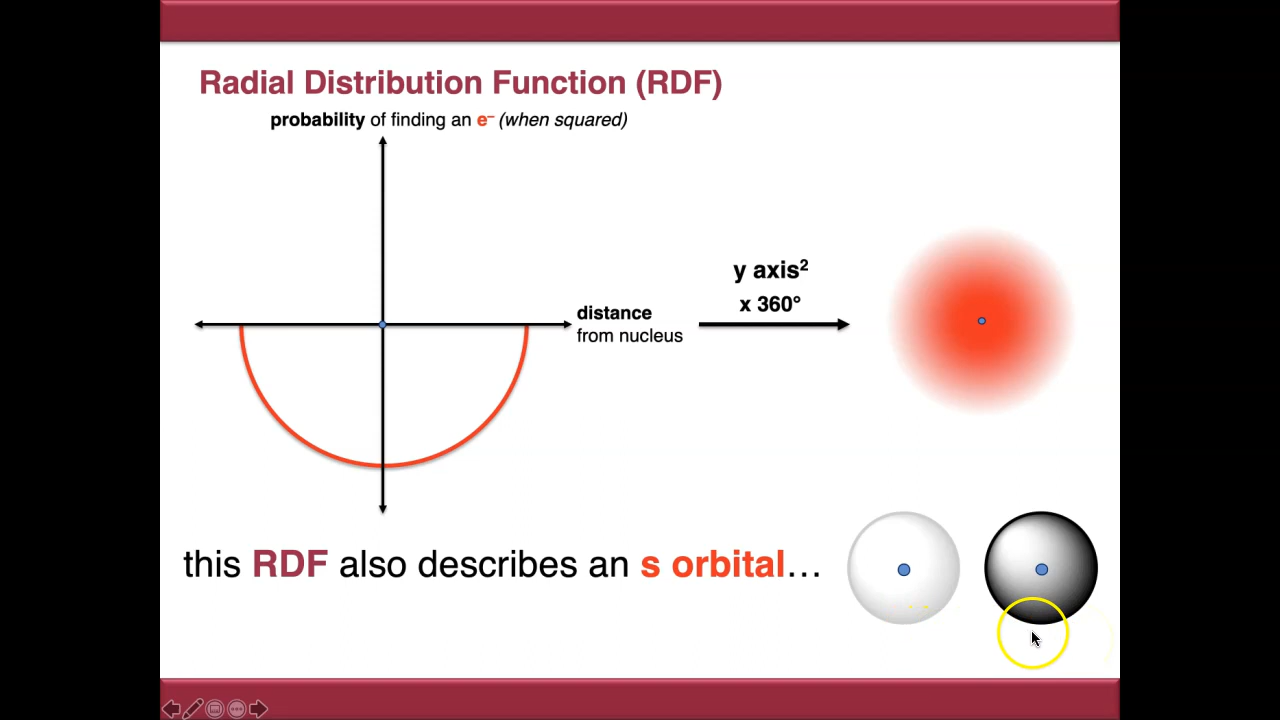 Radial Distribution Function (RDF)
probability of finding an e⁻ (when squared)
y axis²
x 360°
distance
from nucleus
this RDF also describes an s orbital…